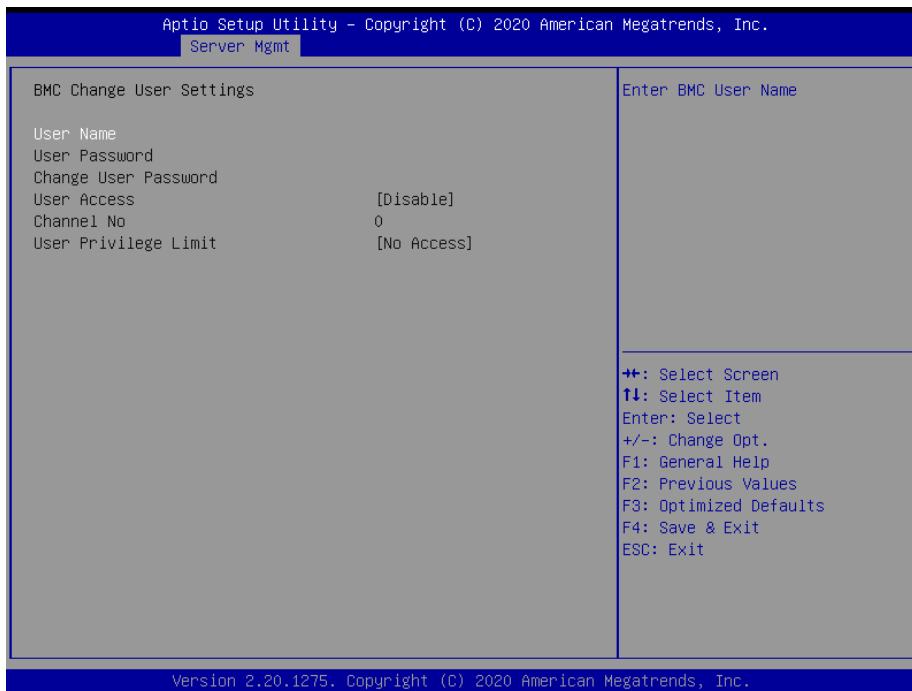 Aptio Setup Utility – Copyright (C) 2020 American Megatrends, Inc.
Server Mgmt
BMC Change User Settings
User Name
User Password
Change User Password
User Access [Disable]
Channel No 0
User Privilege Limit [No Access]
Enter BMC User Name
→←: Select Screen
↑↓: Select Item
Enter: Select
+/-: Change Opt.
F1: General Help
F2: Previous Values
F3: Optimized Defaults
F4: Save & Exit
ESC: Exit
Version 2.20.1275. Copyright (C) 2020 American Megatrends, Inc.